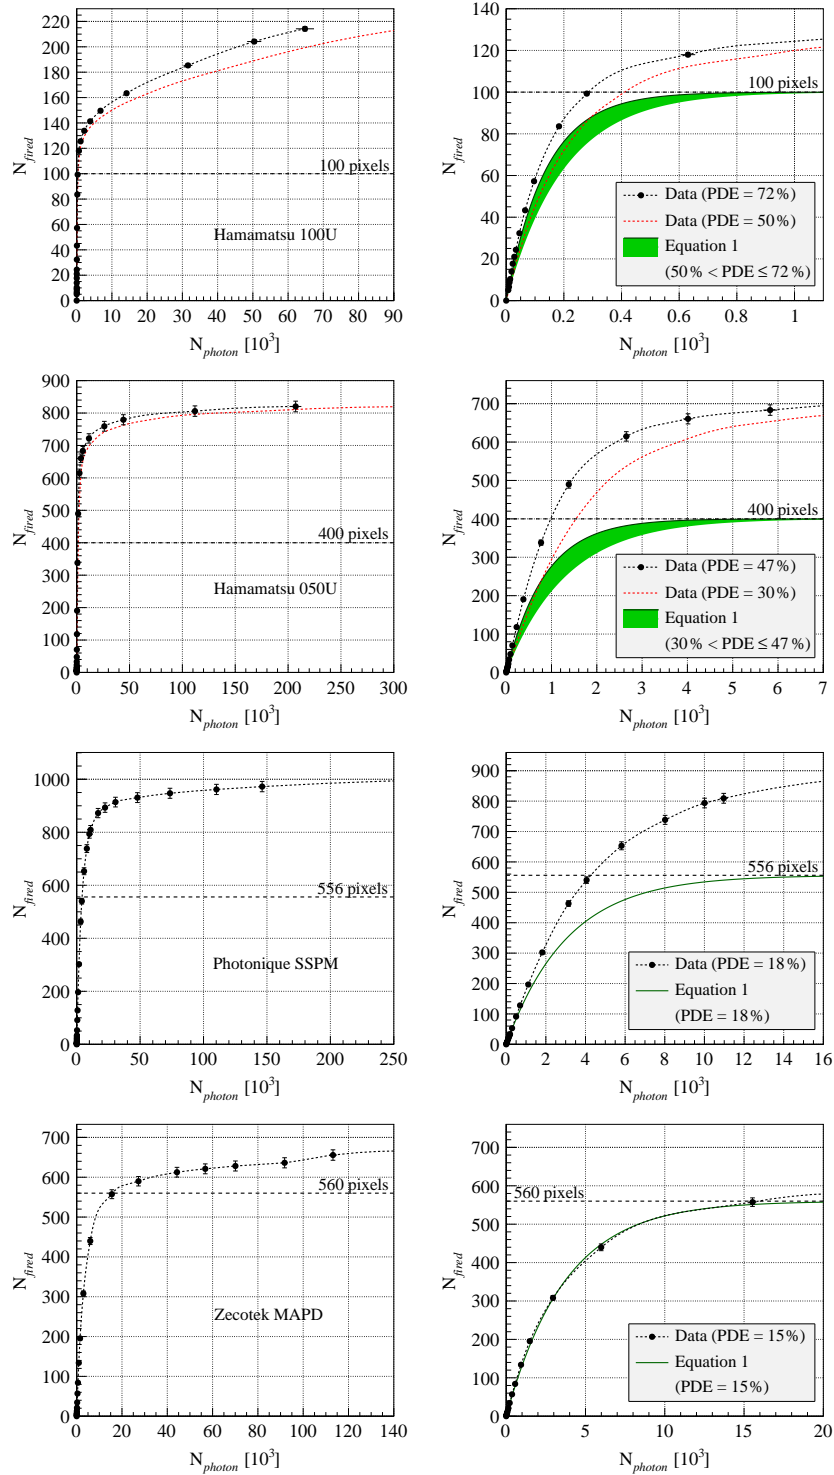 220
200
180
160
140
120
100
80
60
40
20
0
N_fired
100 pixels
Hamamatsu 100U
0 10 20 30 40 50 60 70 80 90
N_photon [10^3]
140
120
100
80
60
40
20
0
N_fired
100 pixels
Data (PDE = 72%)
Data (PDE = 50%)
Equation 1
(50% < PDE ≤ 72%)
0 0.2 0.4 0.6 0.8 1
N_photon [10^3]
900
800
700
600
500
400
300
200
100
0
N_fired
400 pixels
Hamamatsu 050U
0 50 100 150 200 250 300
N_photon [10^3]
700
600
500
400
300
200
100
0
N_fired
400 pixels
Data (PDE = 47%)
Data (PDE = 30%)
Equation 1
(30% < PDE ≤ 47%)
0 1 2 3 4 5 6 7
N_photon [10^3]
1000
800
600
400
200
0
N_fired
556 pixels
Photonique SSPM
0 50 100 150 200 250
N_photon [10^3]
900
800
700
600
500
400
300
200
100
0
N_fired
556 pixels
Data (PDE = 18%)
Equation 1
(PDE = 18%)
0 2 4 6 8 10 12 14 16
N_photon [10^3]
700
600
500
400
300
200
100
0
N_fired
560 pixels
Zecotek MAPD
0 20 40 60 80 100 120 140
N_photon [10^3]
700
600
500
400
300
200
100
0
N_fired
560 pixels
Data (PDE = 15%)
Equation 1
(PDE = 15%)
0 5 10 15 20
N_photon [10^3]